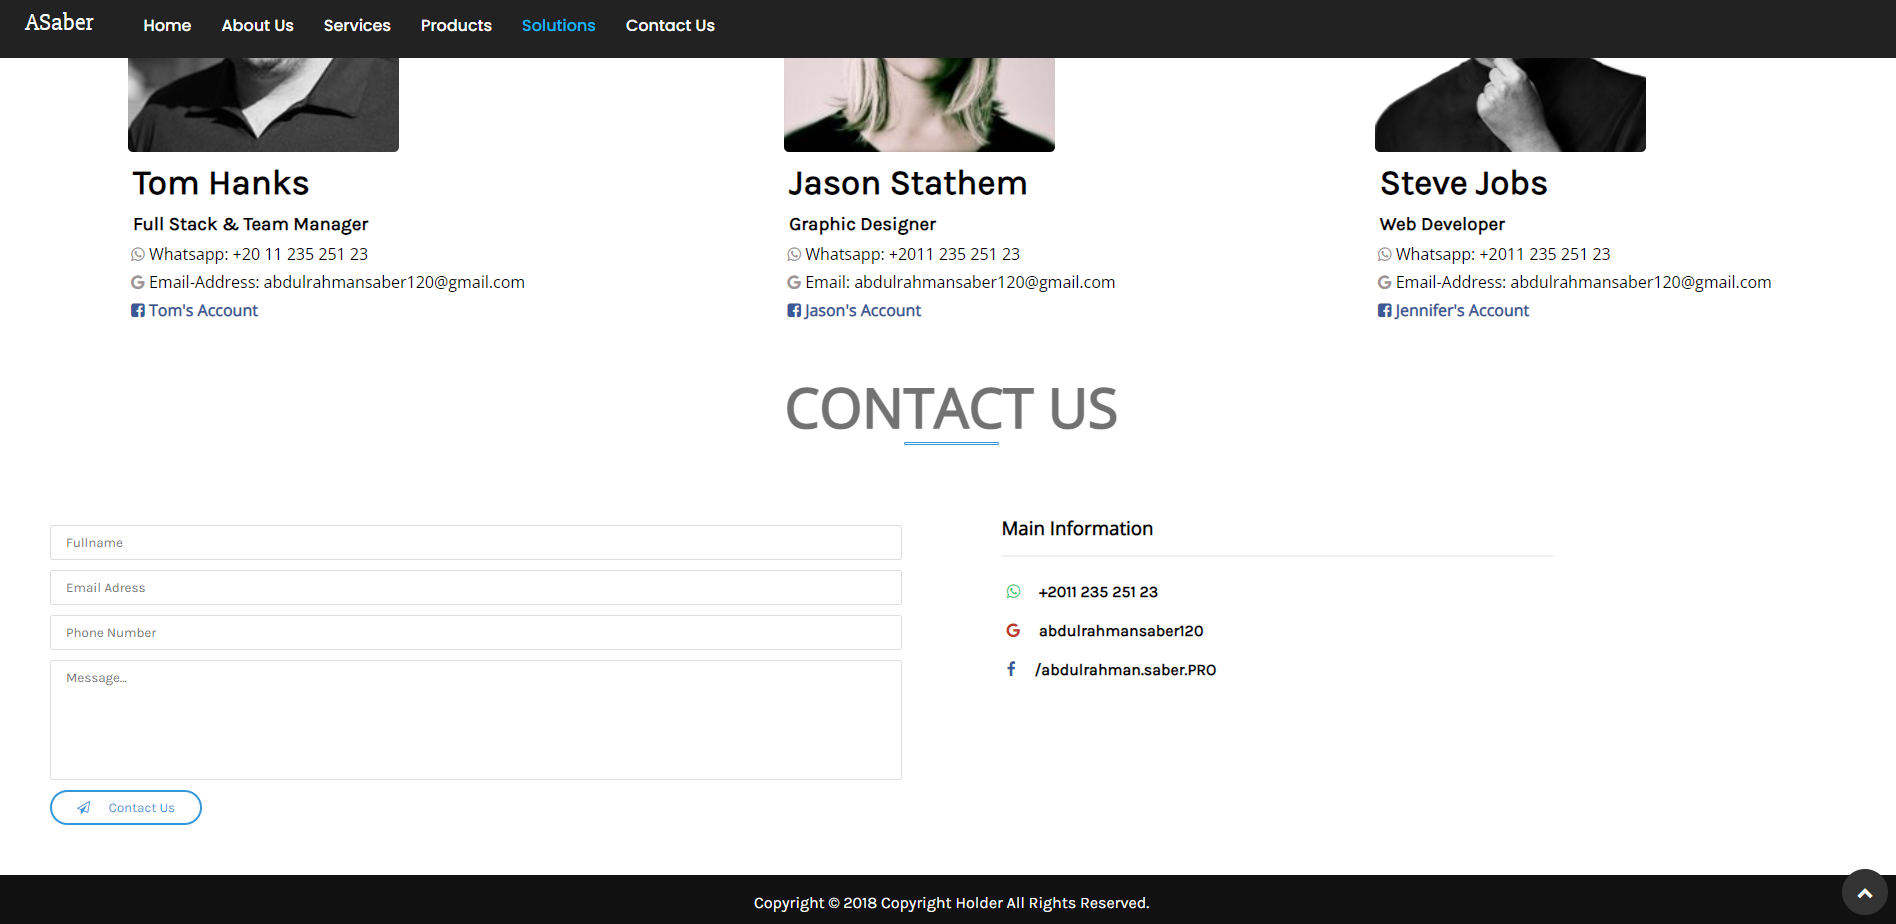 ASaber Home About Us Services Products Solutions Contact Us
Tom Hanks
Full Stack & Team Manager
Whatsapp: +20 11 235 251 23
Email-Address: abdulrahmansaber120@gmail.com
Tom's Account
Jason Stathem
Graphic Designer
Whatsapp: +2011 235 251 23
Email: abdulrahmansaber120@gmail.com
Jason's Account
Steve Jobs
Web Developer
Whatsapp: +2011 235 251 23
Email-Address: abdulrahmansaber120@gmail.com
Jennifer's Account
CONTACT US
Fullname
Email Adress
Phone Number
Message...
Contact Us
Main Information
+2011 235 251 23
abdulrahmansaber120
/abdulrahman.saber.PRO
Copyright © 2018 Copyright Holder All Rights Reserved.